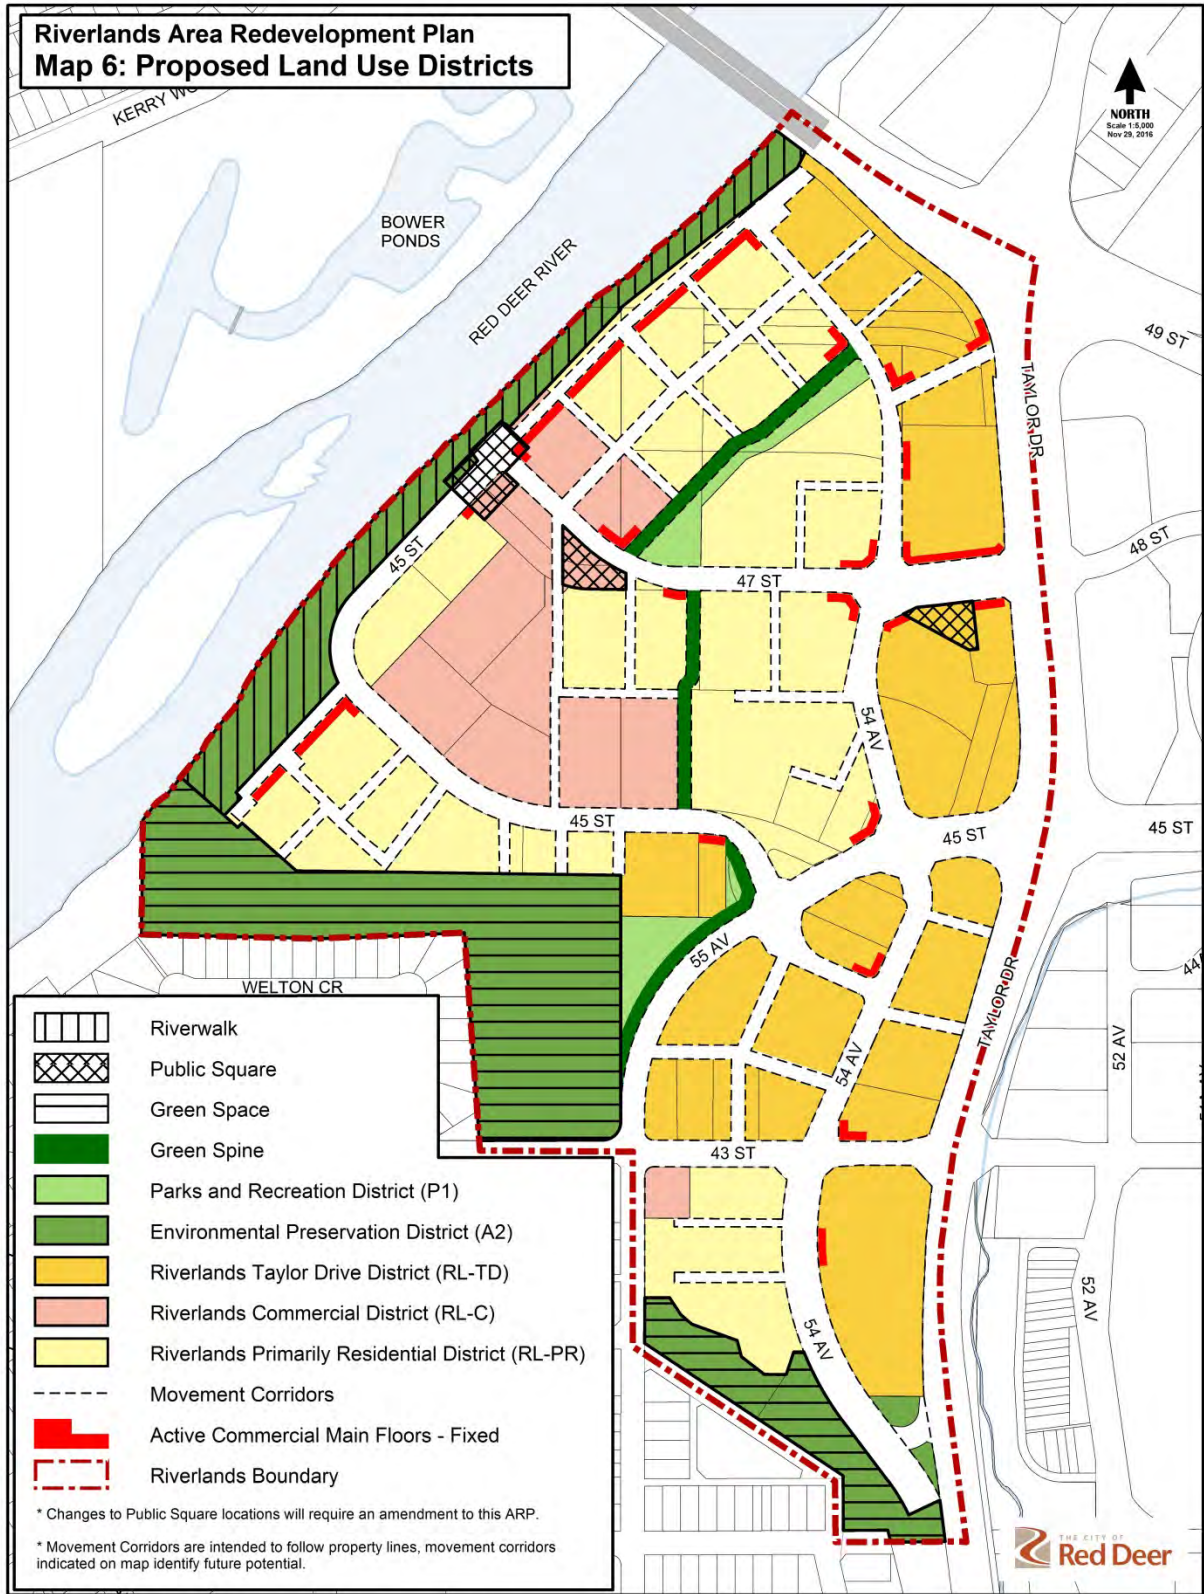 Riverlands Area Redevelopment Plan
Map 6: Proposed Land Use Districts
KERRY
NORTH
Scale 1:5,000
Nov 29, 2016
BOWER
PONDS
RED DEER RIVER
49 ST
TAYLOR DR
48 ST
45 ST
47 ST
54 AV
45 ST
45 ST
45 ST
55 AV
WELTON CR
TAYLOR DR
52 AV
54 AV
43 ST
52 AV
54 AV
Riverwalk
Public Square
Green Space
Green Spine
Parks and Recreation District (P1)
Environmental Preservation District (A2)
Riverlands Taylor Drive District (RL-TD)
Riverlands Commercial District (RL-C)
Riverlands Primarily Residential District (RL-PR)
Movement Corridors
Active Commercial Main Floors - Fixed
Riverlands Boundary
* Changes to Public Square locations will require an amendment to this ARP.
* Movement Corridors are intended to follow property lines, movement corridors
indicated on map identify future potential.
THE CITY OF
Red Deer